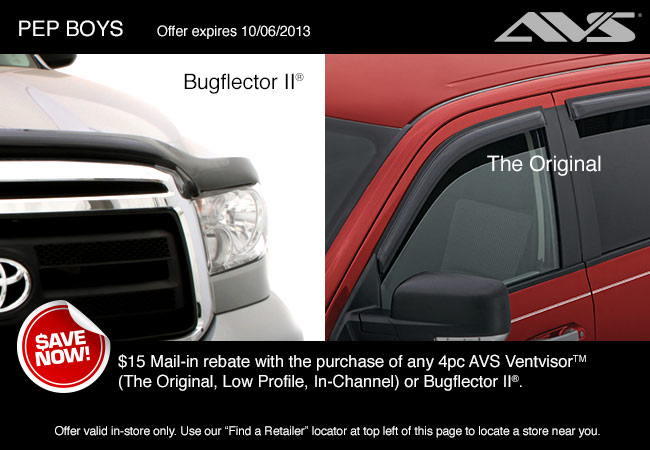 PEP BOYS
Offer expires 10/06/2013
AVS®
Bugflector II®
The Original
$AVE
NOW!
$15 Mail-in rebate with the purchase of any 4pc AVS Ventvisor™
(The Original, Low Profile, In-Channel) or Bugflector II®.
Offer valid in-store only. Use our “Find a Retailer” locator at top left of this page to locate a store near you.